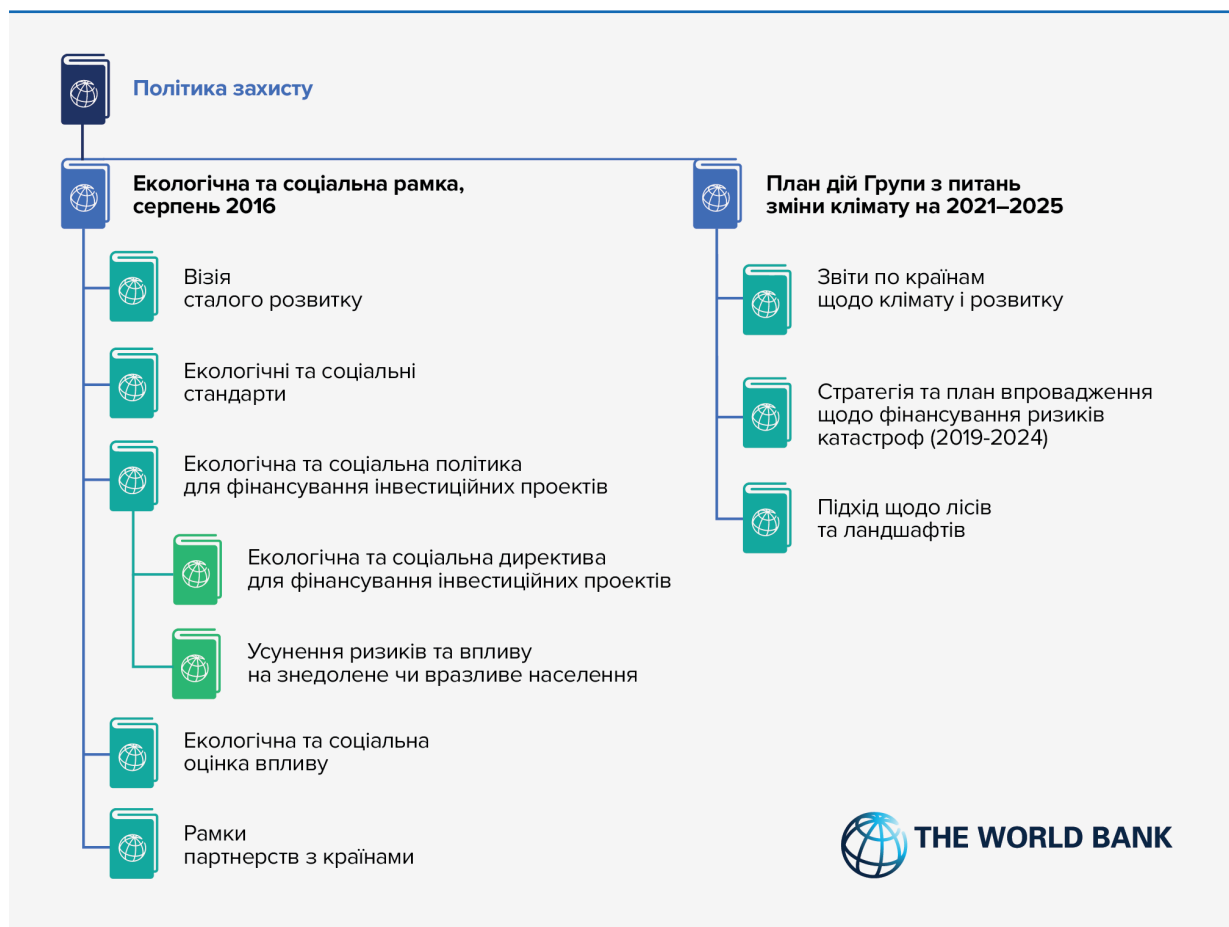 Політика захисту
Екологічна та соціальна рамка,
серпень 2016
Візія
сталого розвитку
Екологічні та соціальні
стандарти
Екологічна та соціальна політика
для фінансування інвестиційних проектів
Екологічна та соціальна директива
для фінансування інвестиційних проектів
Усунення ризиків та впливу
на знедолене чи вразливе населення
Екологічна та соціальна
оцінка впливу
Рамки
партнерств з країнами
План дій Групи з питань
зміни клімату на 2021–2025
Звіти по країнам
щодо клімату і розвитку
Стратегія та план впровадження
щодо фінансування ризиків
катастроф (2019-2024)
Підхід щодо лісів
та ландшафтів
THE WORLD BANK